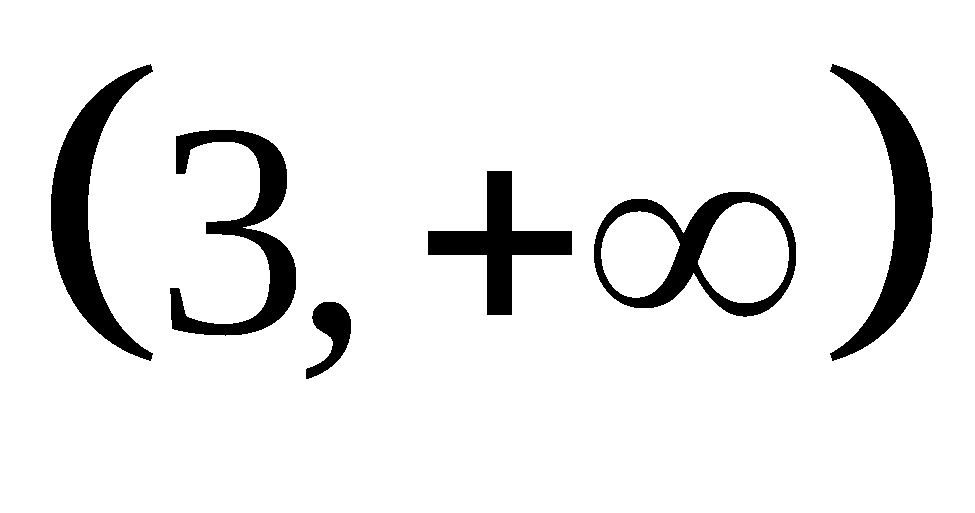 (3, +∞)